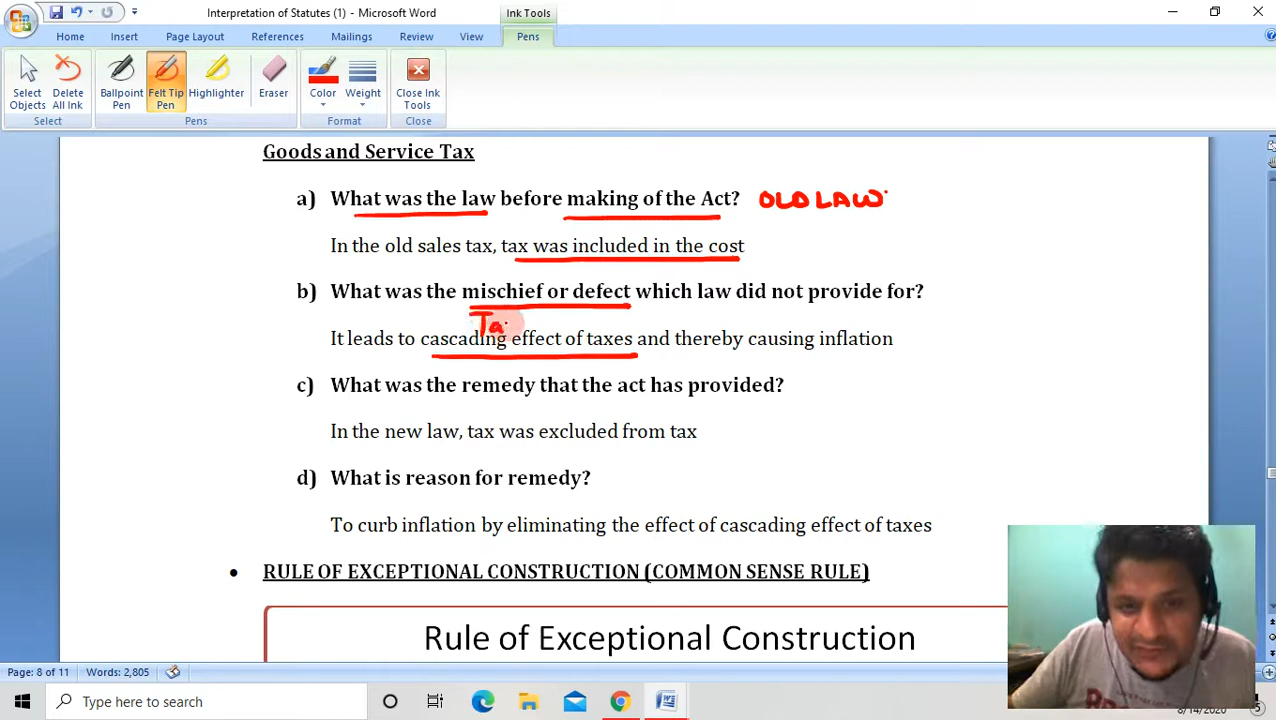 Interpretation of Statutes (1) - Microsoft Word
Ink Tools
Home
Insert
Page Layout
References
Mailings
Review
View
Pens
Select Objects
Delete All Ink
Ballpoint Pen
Felt Tip Pen
Highlighter
Eraser
Color
Weight
Close Ink Tools
Select
Pens
Format
Close
Goods and Service Tax
a) What was the law before making of the Act? OLD LAW
In the old sales tax, tax was included in the cost
b) What was the mischief or defect which law did not provide for?
Ta
It leads to cascading effect of taxes and thereby causing inflation
c) What was the remedy that the act has provided?
In the new law, tax was excluded from tax
d) What is reason for remedy?
To curb inflation by eliminating the effect of cascading effect of taxes
• RULE OF EXCEPTIONAL CONSTRUCTION (COMMON SENSE RULE)
Rule of Exceptional Construction
Page: 8 of 11
Words: 2,805
Type here to search
8/14/2020